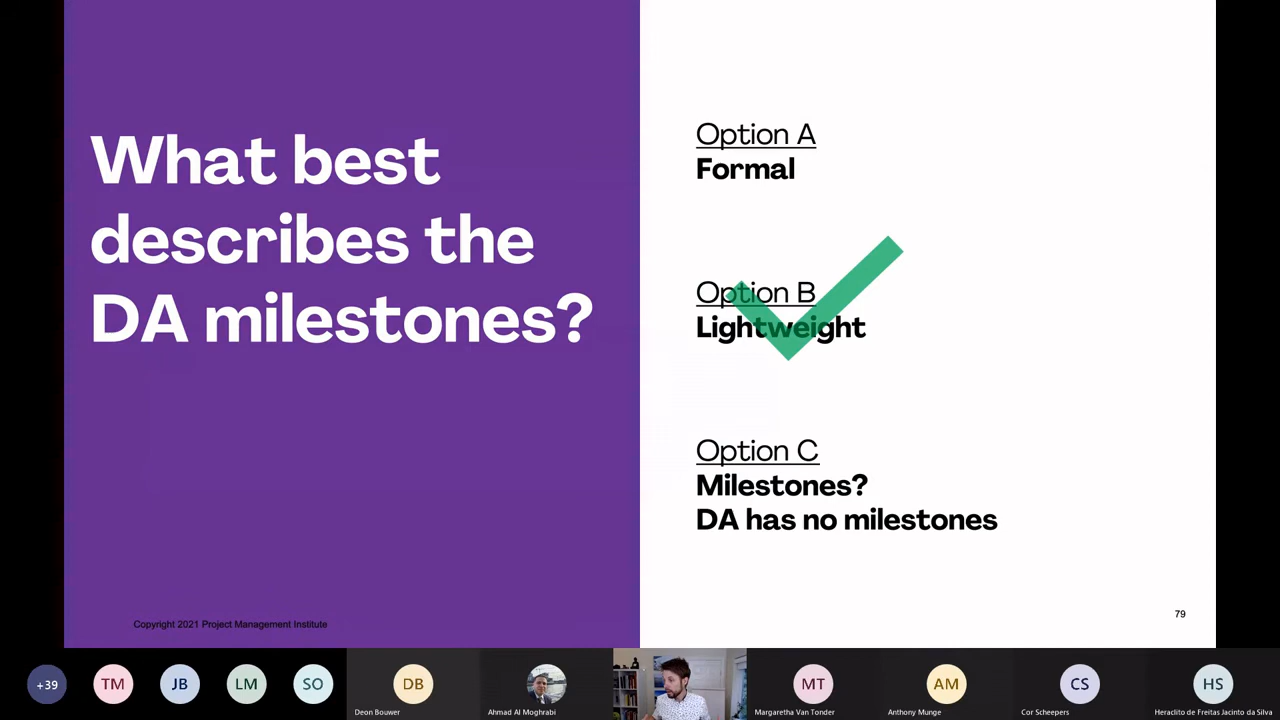 What best
describes the
DA milestones?
Option A
Formal
Option B
Lightweight
Option C
Milestones?
DA has no milestones
Copyright 2021 Project Management Institute
79
+39
TM
JB
LM
SO
DB
Deon Bouwer
Ahmad Al Moghrabi
MT
Margaretha Van Tonder
AM
Anthony Munge
CS
Cor Scheepers
HS
Heraclito de Freitas Jacinto da Silva